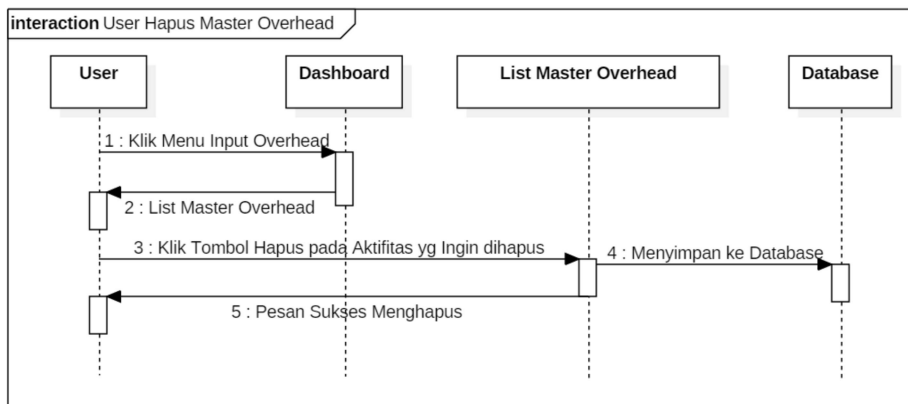 interaction User Hapus Master Overhead
User
Dashboard
List Master Overhead
Database
1 : Klik Menu Input Overhead
2 : List Master Overhead
3 : Klik Tombol Hapus pada Aktifitas yg Ingin dihapus
4 : Menyimpan ke Database
5 : Pesan Sukses Menghapus